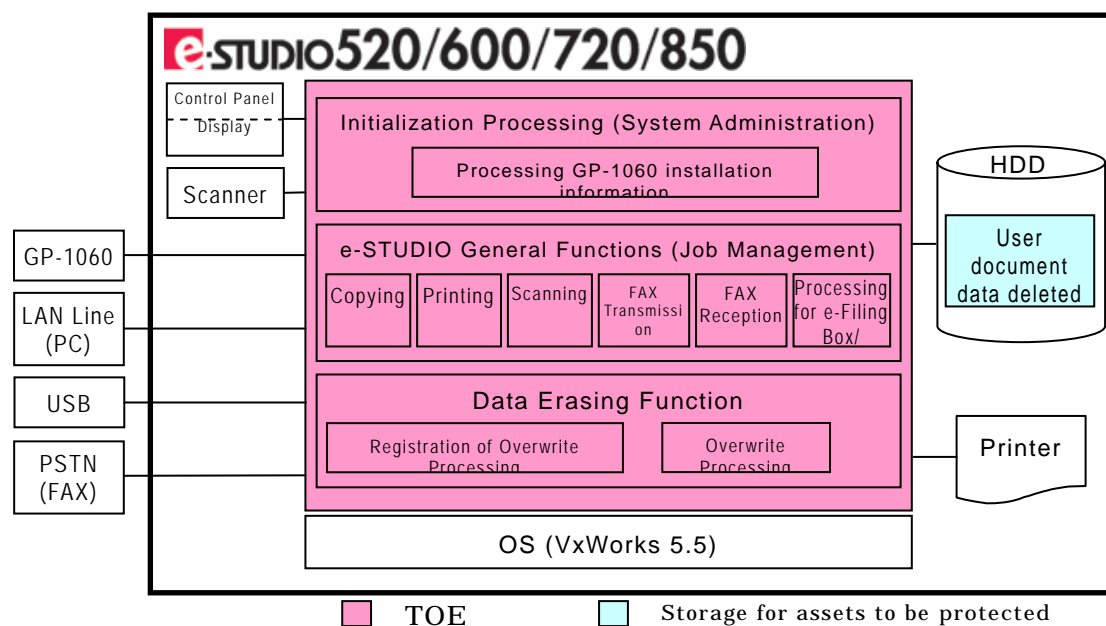 e-STUDIO520/600/720/850
Control Panel
Display
Scanner
GP-1060
LAN Line
(PC)
USB
PSTN
(FAX)
Initialization Processing (System Administration)
Processing GP-1060 installation
information
e-STUDIO General Functions (Job Management)
Copying
Printing
Scanning
FAX
Transmissi
on
FAX
Reception
Processing
for e-Filing
Box/
Data Erasing Function
Registration of Overwrite
Processing
Overwrite
Processing
OS (VxWorks 5.5)
HDD
User
document
data deleted
Printer
TOE
Storage for assets to be protected